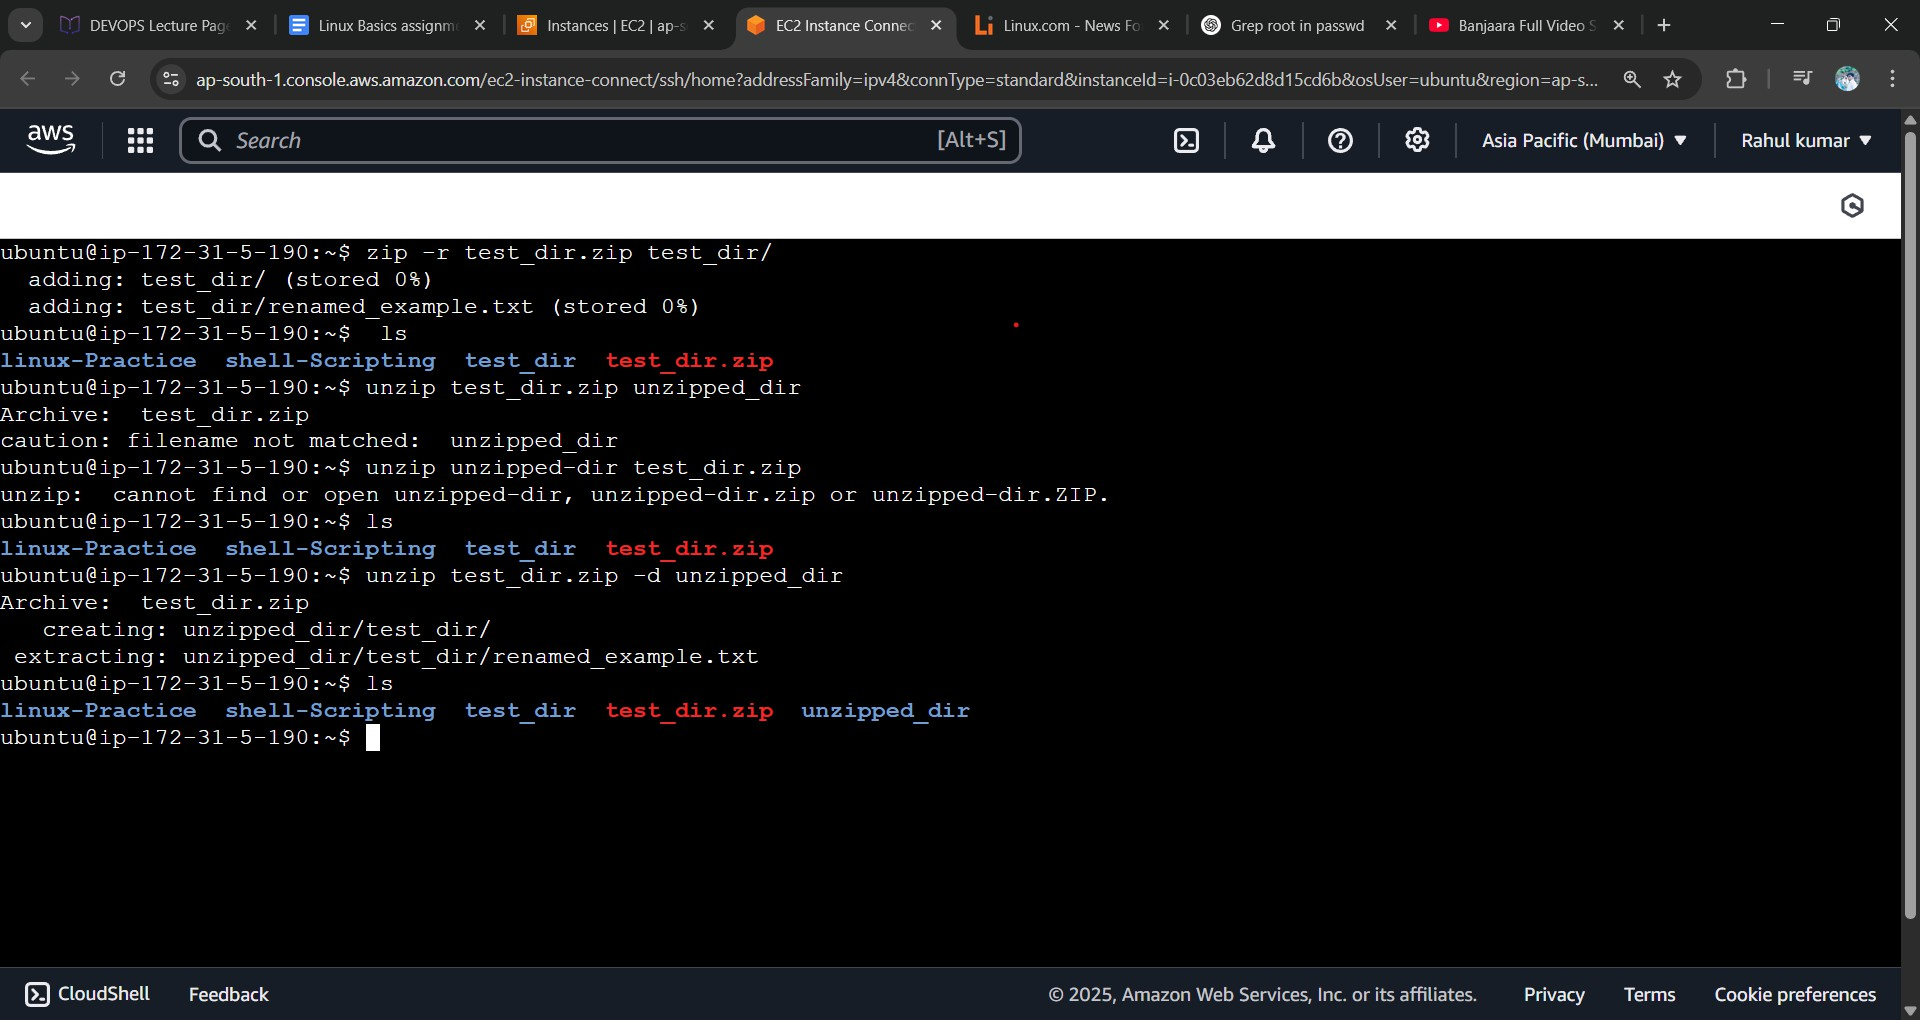 DEVOPS Lecture Pag
Linux Basics assignm
Instances | EC2 | ap-s
EC2 Instance Connec
Linux.com - News Fo
Grep root in passwd
Banjaara Full Video S
ap-south-1.console.aws.amazon.com/ec2-instance-connect/ssh/home?addressFamily=ipv4&connType=standard&instanceId=i-0c03eb62d8d15cd6b&osUser=ubuntu&region=ap-s...
aws
Search
[Alt+S]
Asia Pacific (Mumbai)
Rahul kumar
ubuntu@ip-172-31-5-190:~$ zip -r test_dir.zip test_dir/
  adding: test_dir/ (stored 0%)
  adding: test_dir/renamed_example.txt (stored 0%)
ubuntu@ip-172-31-5-190:~$  ls
linux-Practice  shell-Scripting  test_dir  test_dir.zip
ubuntu@ip-172-31-5-190:~$ unzip test_dir.zip unzipped_dir
Archive:  test_dir.zip
caution: filename not matched:  unzipped_dir
ubuntu@ip-172-31-5-190:~$ unzip unzipped-dir test_dir.zip
unzip:  cannot find or open unzipped-dir, unzipped-dir.zip or unzipped-dir.ZIP.
ubuntu@ip-172-31-5-190:~$ ls
linux-Practice  shell-Scripting  test_dir  test_dir.zip
ubuntu@ip-172-31-5-190:~$ unzip test_dir.zip -d unzipped_dir
Archive:  test_dir.zip
   creating: unzipped_dir/test_dir/
 extracting: unzipped_dir/test_dir/renamed_example.txt
ubuntu@ip-172-31-5-190:~$ ls
linux-Practice  shell-Scripting  test_dir  test_dir.zip  unzipped_dir
ubuntu@ip-172-31-5-190:~$
CloudShell
Feedback
© 2025, Amazon Web Services, Inc. or its affiliates.
Privacy
Terms
Cookie preferences